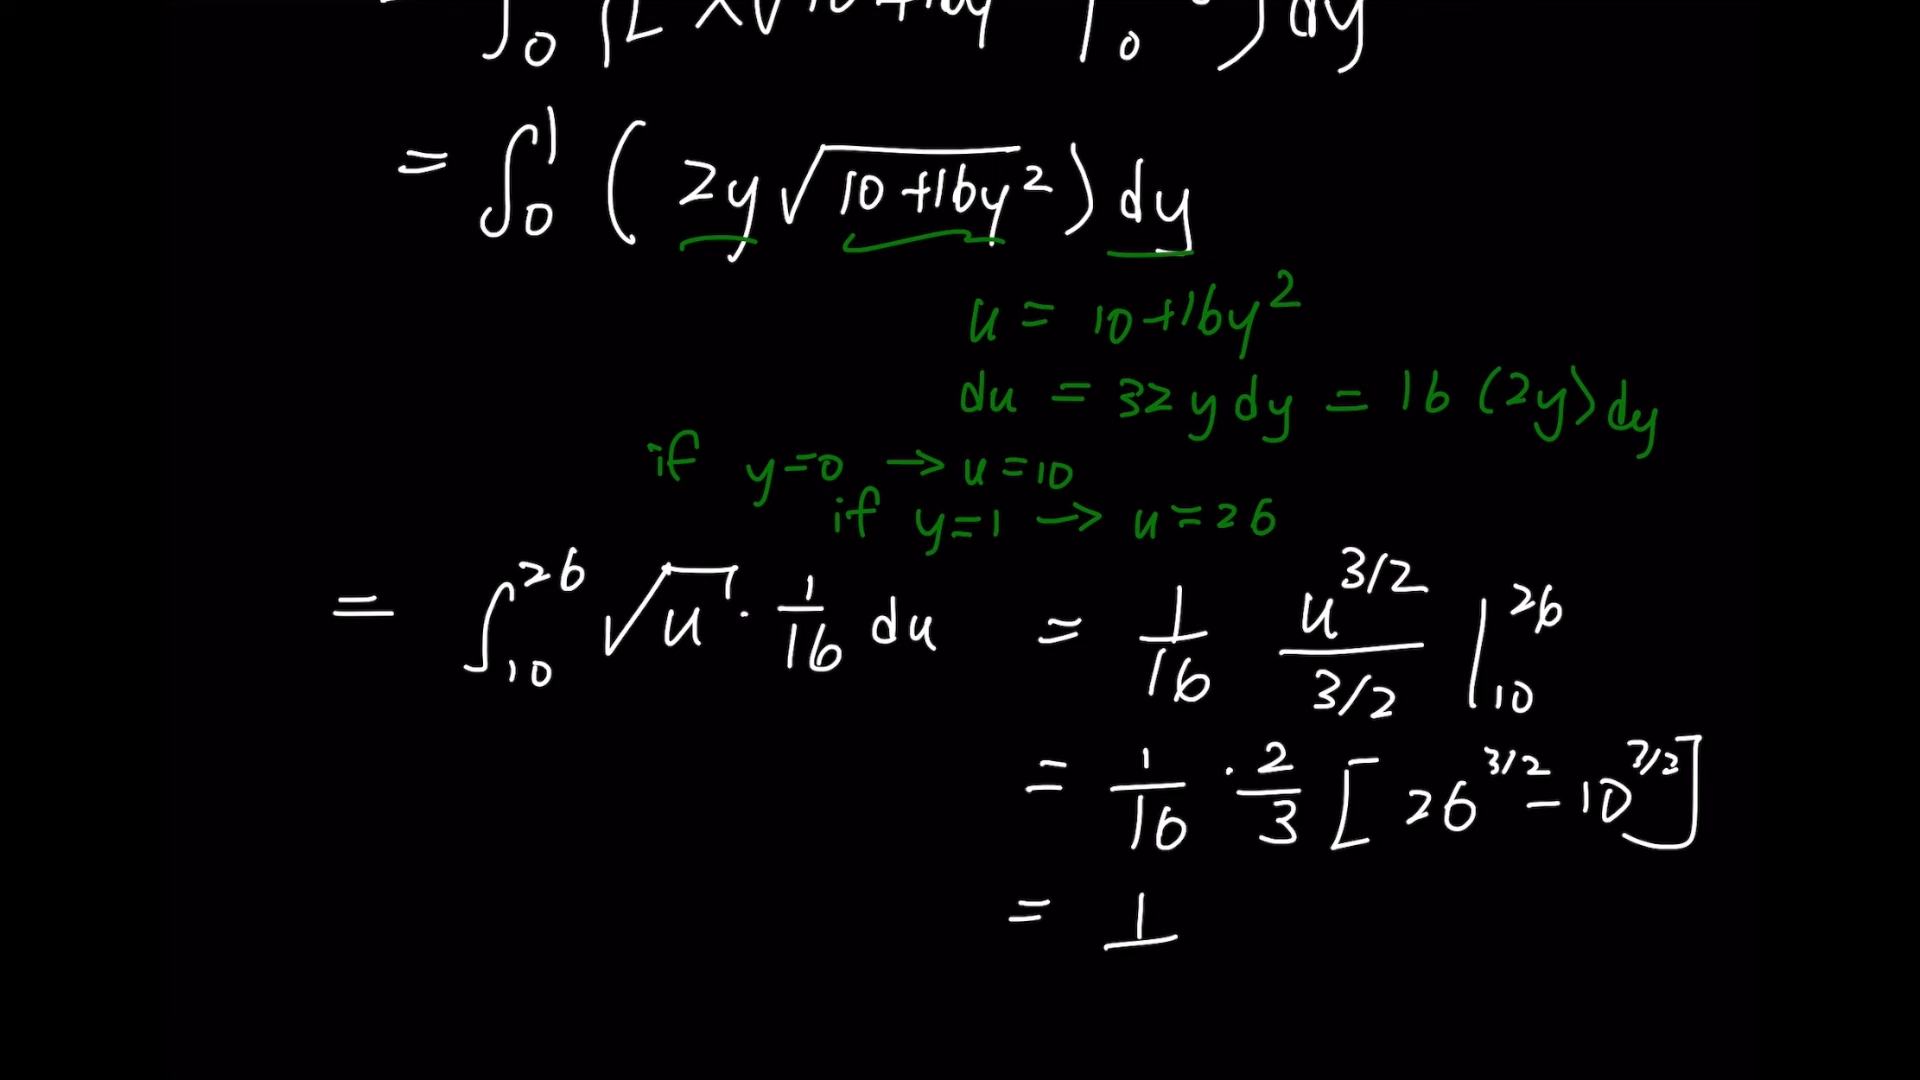 = ∫₀¹ ( 2y √(10+16y²) ) dy
u = 10+16y²
du = 32 y dy = 16 (2y) dy
if y=0 → u=10
if y=1 → u=26
= ∫₁₀²⁶ √u · 1/16 du = 1/16 u^(3/2)/(3/2) |₁₀²⁶
= 1/16 · 2/3 [ 26^(3/2) − 10^(3/2) ]
= 1